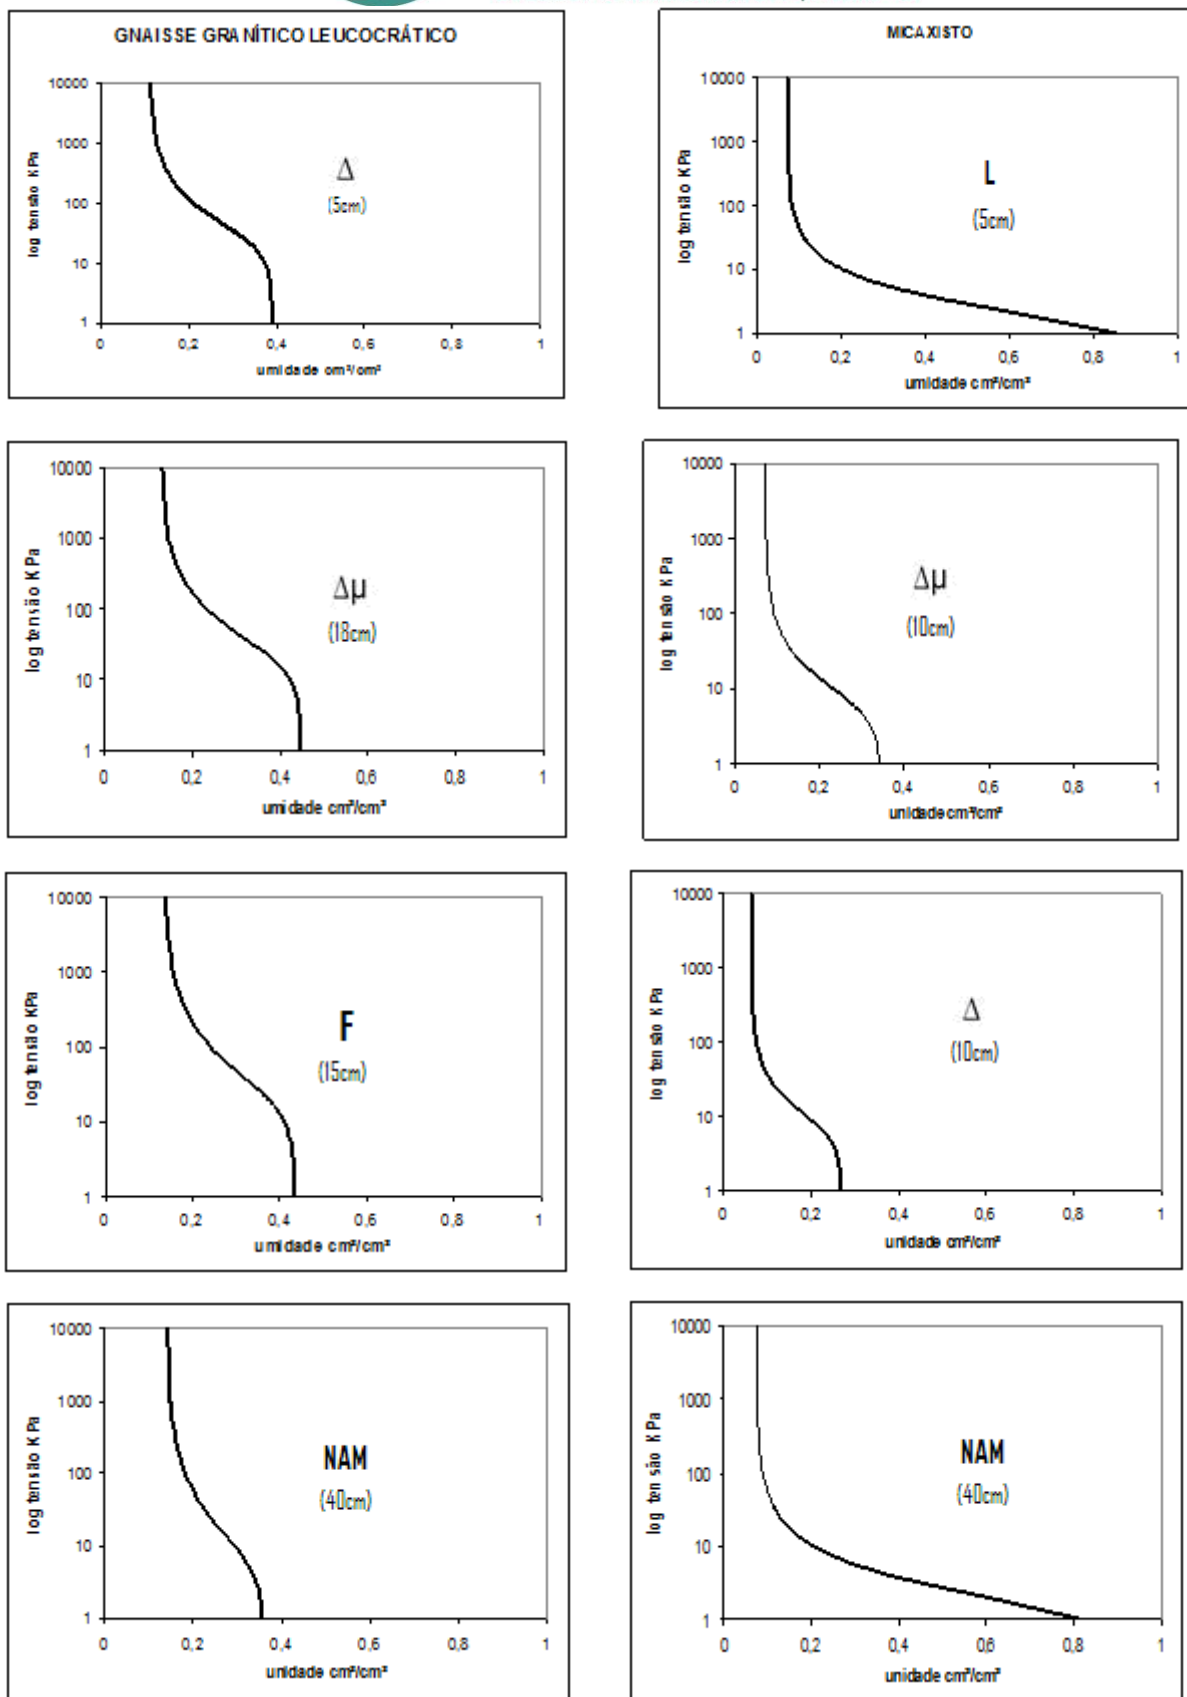 GNAISSE GRANÍTICO LEUCOCRÁTICO
10000
1000
100
10
1
log tensão KPa
Δ
(5cm)
0 0,2 0,4 0,6 0,8 1
umidade cm³/cm³
MICAXISTO
10000
1000
100
10
1
log tensão KPa
L
(5cm)
0 0,2 0,4 0,6 0,8 1
umidade cm³/cm³
10000
1000
100
10
1
log tensão KPa
Δμ
(18cm)
0 0,2 0,4 0,6 0,8 1
umidade cm³/cm³
10000
1000
100
10
1
log tensão KPa
Δμ
(10cm)
0 0,2 0,4 0,6 0,8 1
unidade cm³/cm³
10000
1000
100
10
1
log tensão KPa
F
(15cm)
0 0,2 0,4 0,6 0,8 1
umidade cm³/cm³
10000
1000
100
10
1
log tensão KPa
Δ
(10cm)
0 0,2 0,4 0,6 0,8 1
unidade cm³/cm³
10000
1000
100
10
1
log tensão KPa
NAM
(40cm)
0 0,2 0,4 0,6 0,8 1
unidade cm³/cm³
10000
1000
100
10
1
log tensão KPa
NAM
(40cm)
0 0,2 0,4 0,6 0,8 1
unidade cm³/cm³